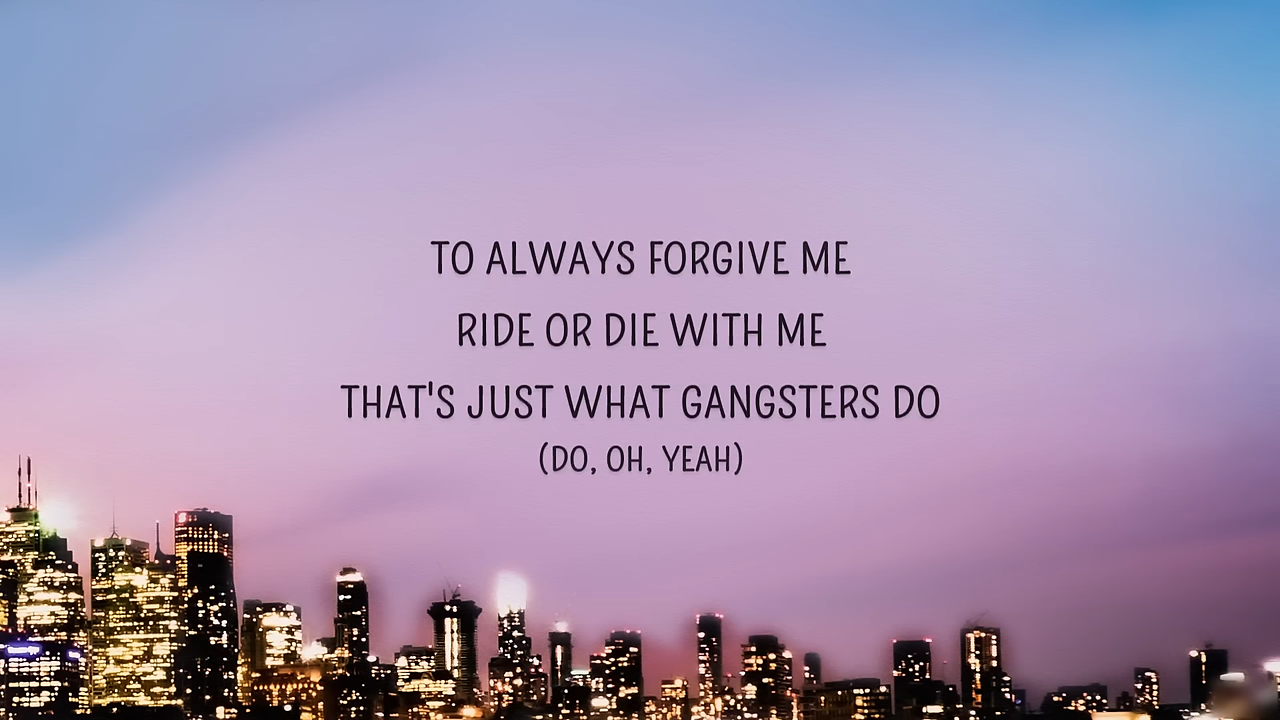 TO ALWAYS FORGIVE ME
RIDE OR DIE WITH ME
THAT'S JUST WHAT GANGSTERS DO
(DO, OH, YEAH)